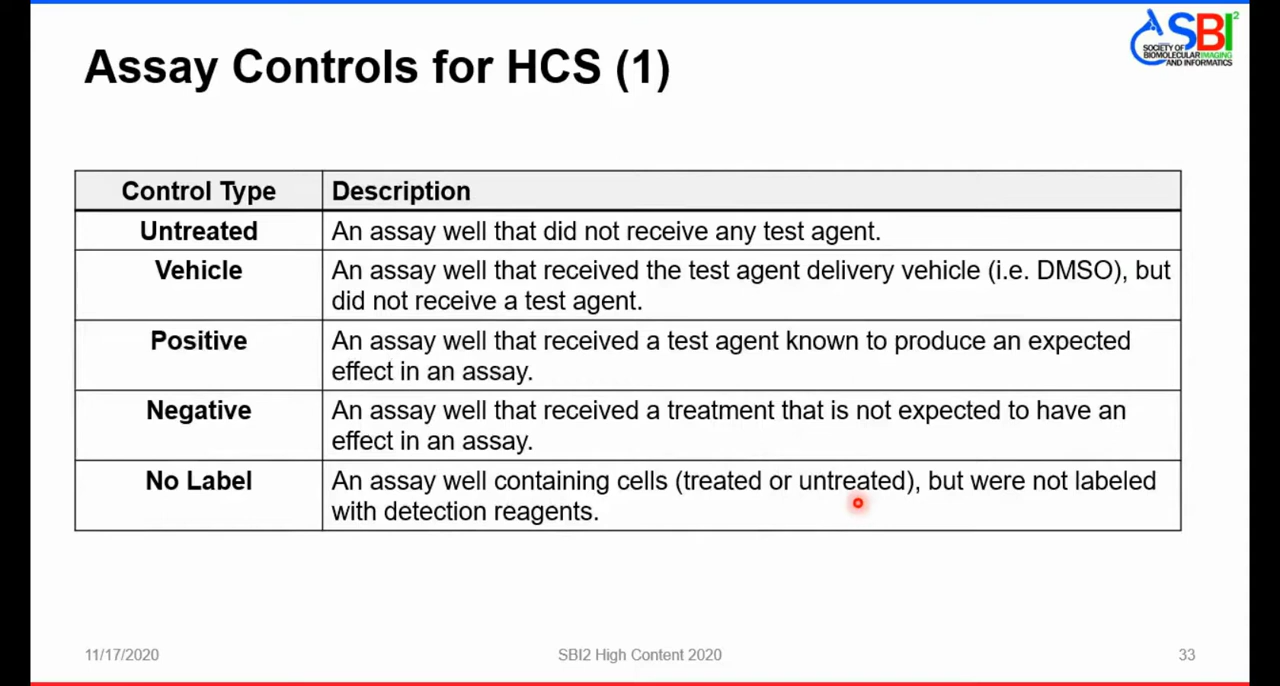 Assay Controls for HCS (1)
SBI2
SOCIETY OF
BIOMOLECULAR IMAGING
AND INFORMATICS
Control Type Description
Untreated An assay well that did not receive any test agent.
Vehicle An assay well that received the test agent delivery vehicle (i.e. DMSO), but
did not receive a test agent.
Positive An assay well that received a test agent known to produce an expected
effect in an assay.
Negative An assay well that received a treatment that is not expected to have an
effect in an assay.
No Label An assay well containing cells (treated or untreated), but were not labeled
with detection reagents.
11/17/2020 SBI2 High Content 2020 33